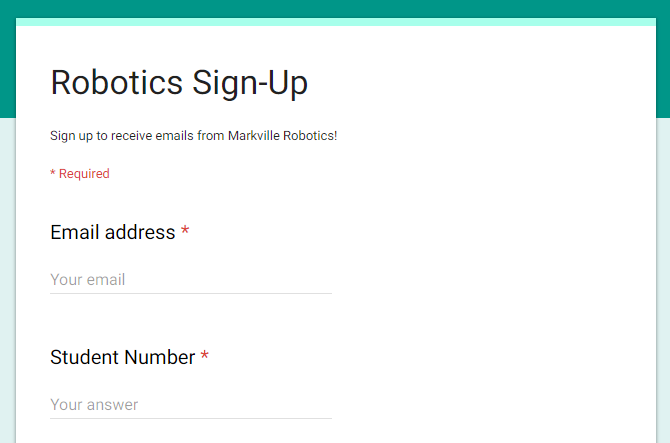 Robotics Sign-Up
Sign up to receive emails from Markville Robotics!
* Required
Email address *
Your email
Student Number *
Your answer